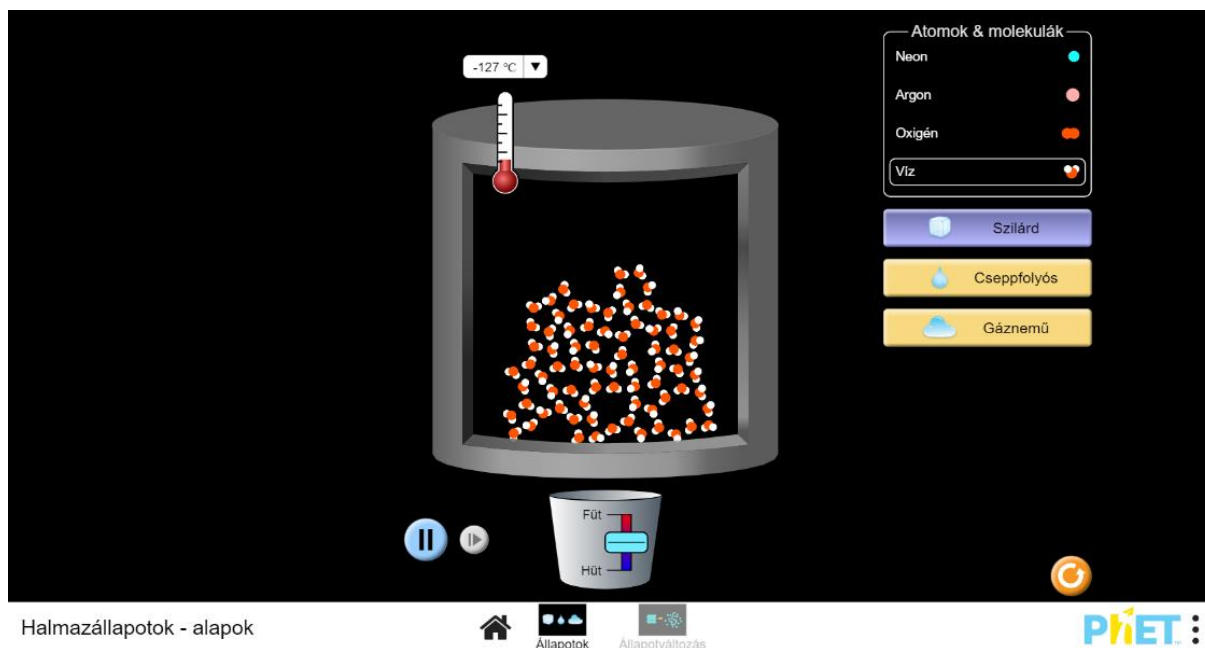 -127 °C
Atomok & molekulák
Neon
Argon
Oxigén
Víz
Szilárd
Cseppfolyós
Gáznemű
Fűt
Hűt
Halmazállapotok - alapok
Állapotok
Állapotváltozás
PhET